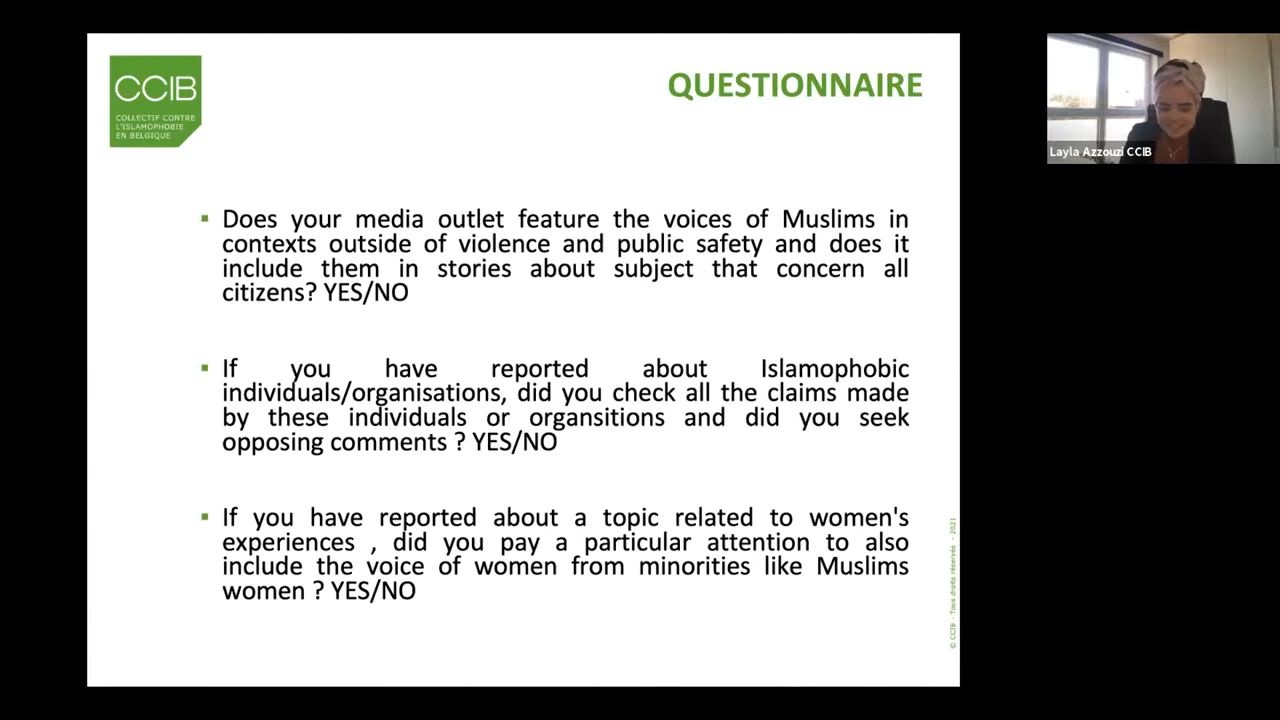 CCIB
COLLECTIF CONTRE
L'ISLAMOPHOBIE
EN BELGIQUE
QUESTIONNAIRE
Layla Azzouzi CCIB
▪ Does your media outlet feature the voices of Muslims in
contexts outside of violence and public safety and does it
include them in stories about subject that concern all
citizens? YES/NO
▪ If you have reported about Islamophobic
individuals/organisations, did you check all the claims made
by these individuals or organsitions and did you seek
opposing comments ? YES/NO
▪ If you have reported about a topic related to women's
experiences , did you pay a particular attention to also
include the voice of women from minorities like Muslims
women ? YES/NO
© CCIB - Tous droits réservés - 2021